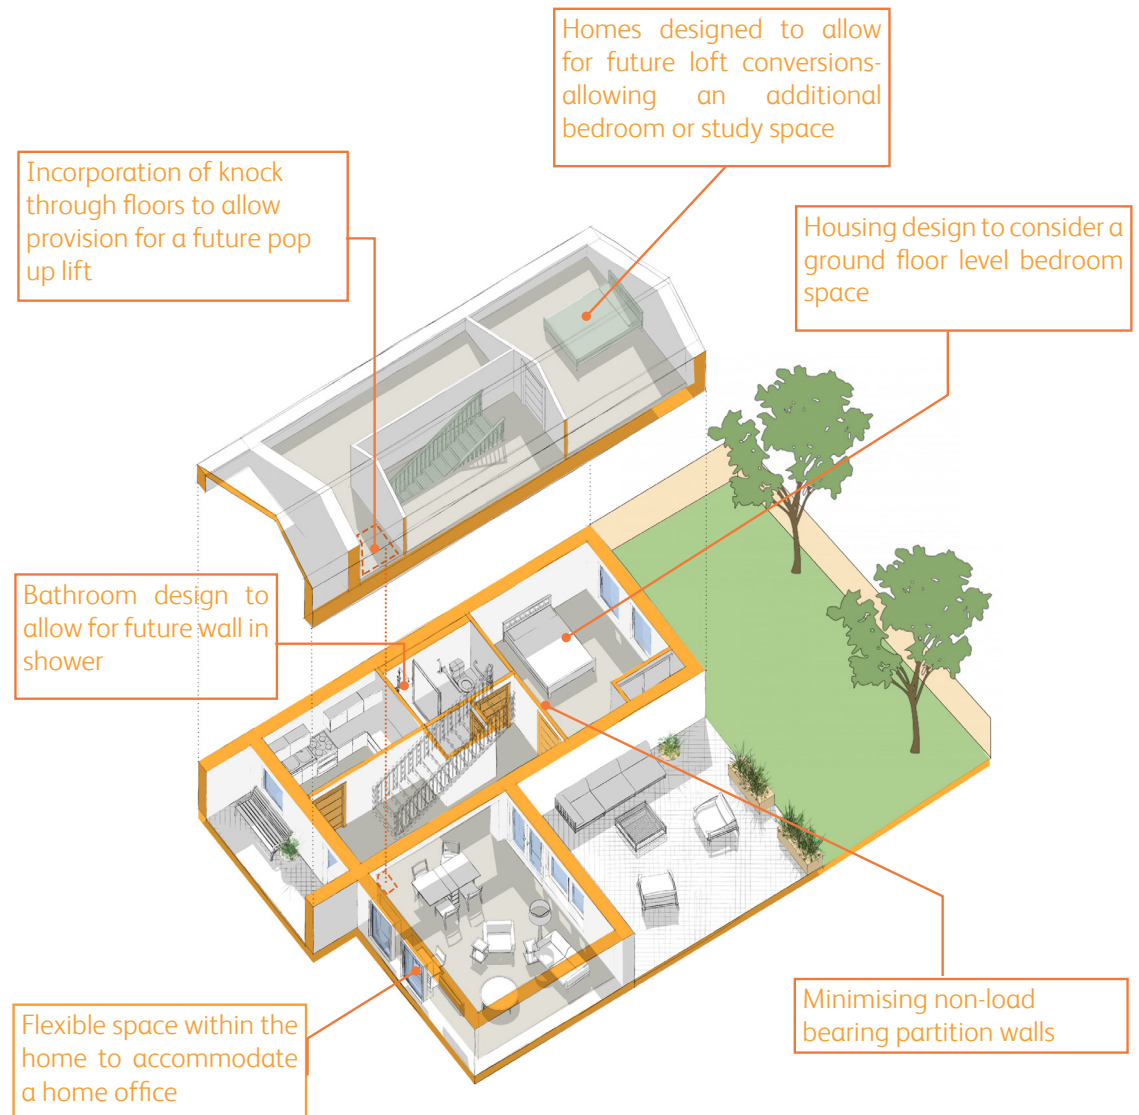 Homes designed to allow
for future loft conversions-
allowing an additional
bedroom or study space
Incorporation of knock
through floors to allow
provision for a future pop
up lift
Housing design to consider a
ground floor level bedroom
space
Bathroom design to
allow for future wall in
shower
Minimising non-load
bearing partition walls
Flexible space within the
home to accommodate
a home office